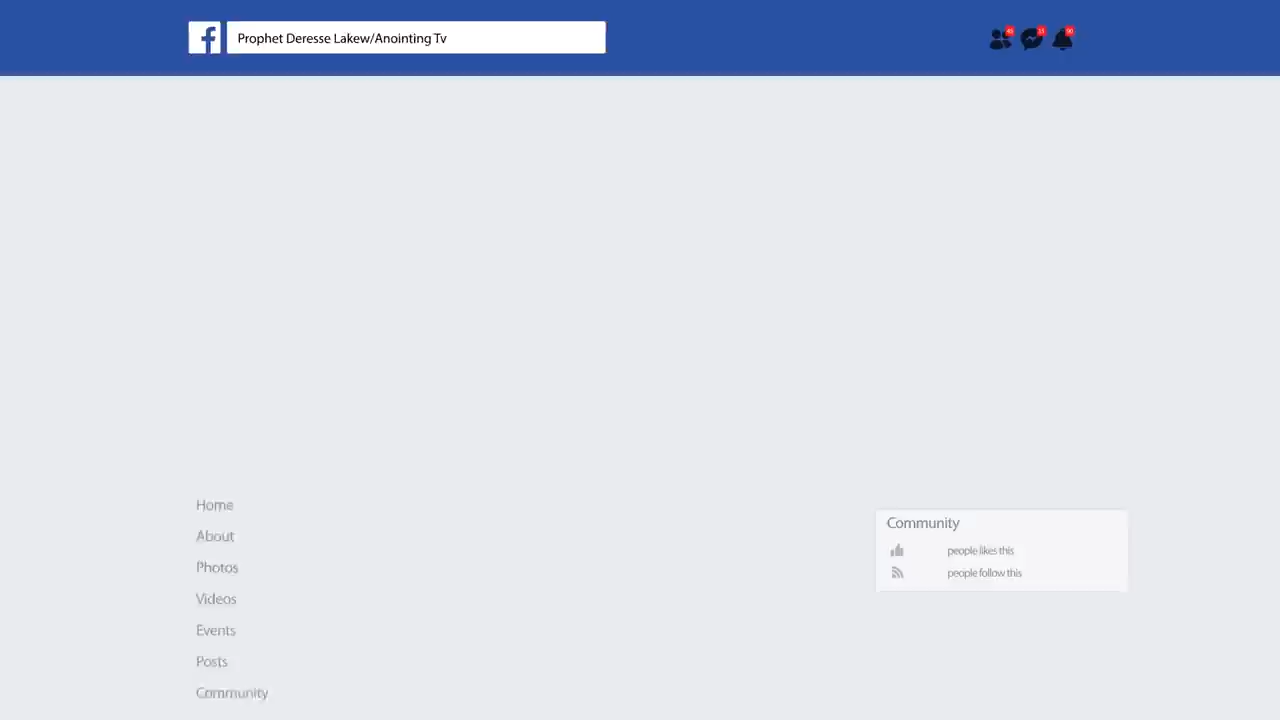 Prophet Deresse Lakew/Anointing Tv
Home
About
Photos
Videos
Events
Posts
Community
Community
people likes this
people follow this